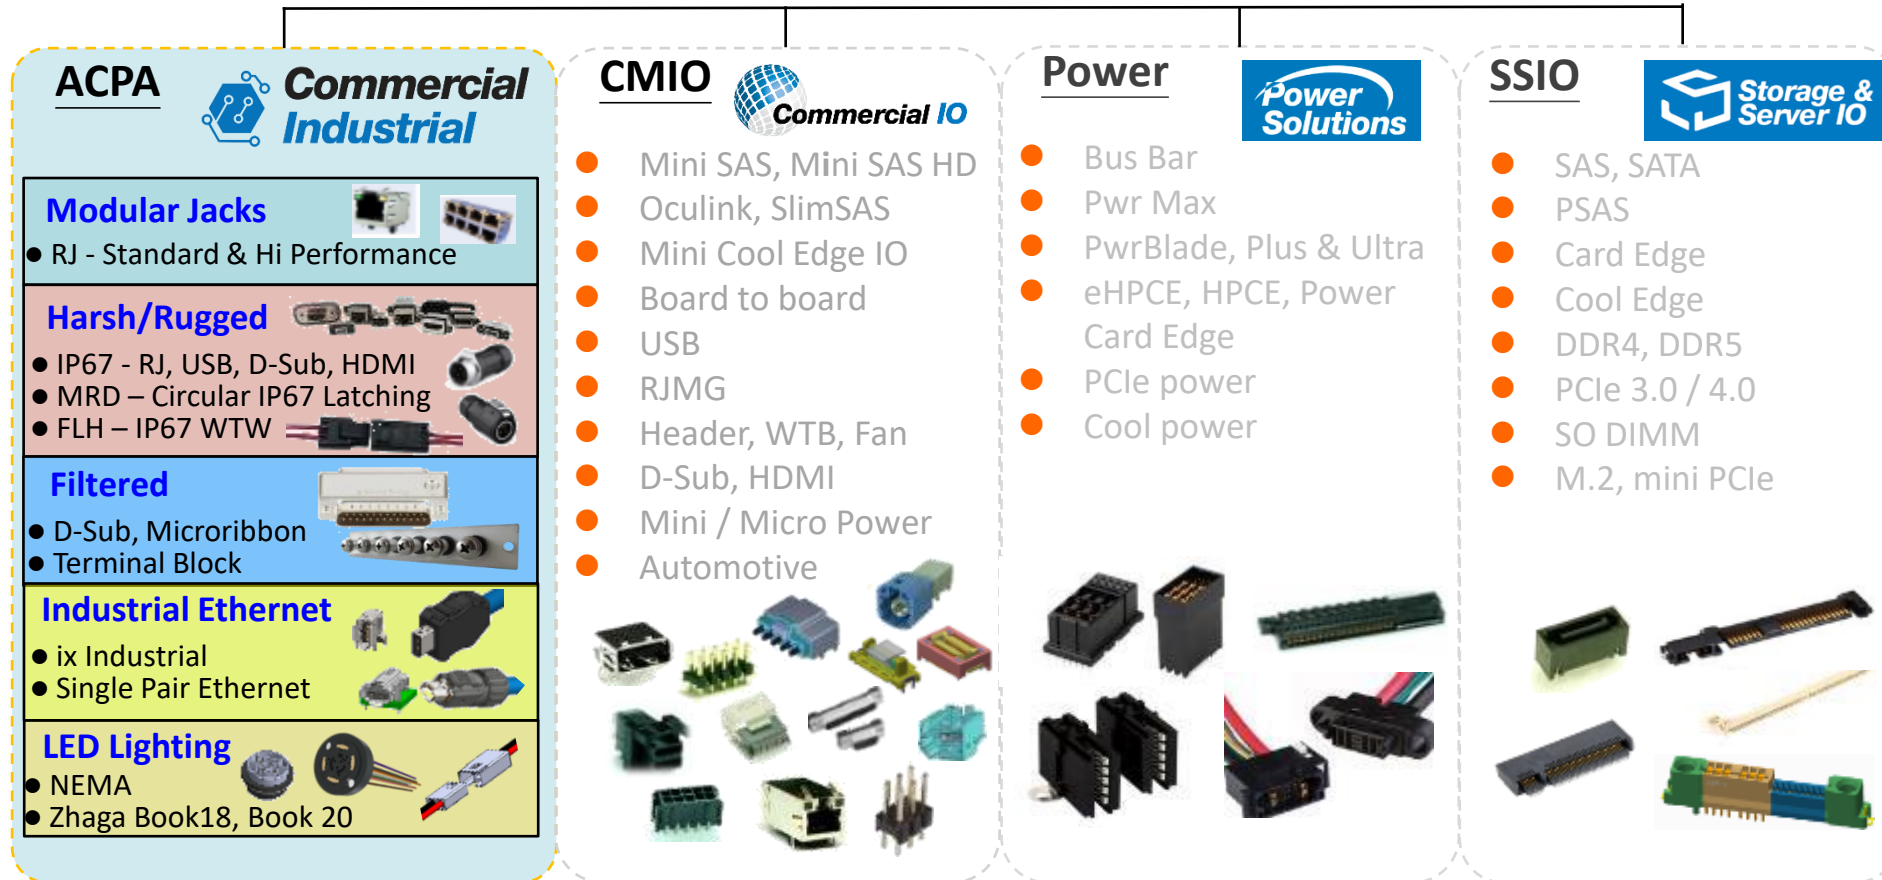 ACPA
Commercial
Industrial
Modular Jacks
● RJ - Standard & Hi Performance
Harsh/Rugged
● IP67 - RJ, USB, D-Sub, HDMI
● MRD – Circular IP67 Latching
● FLH – IP67 WTW
Filtered
● D-Sub, Microribbon
● Terminal Block
Industrial Ethernet
● ix Industrial
● Single Pair Ethernet
LED Lighting
● NEMA
● Zhaga Book18, Book 20
CMIO
Commercial IO
● Mini SAS, Mini SAS HD
● Oculink, SlimSAS
● Mini Cool Edge IO
● Board to board
● USB
● RJMG
● Header, WTB, Fan
● D-Sub, HDMI
● Mini / Micro Power
● Automotive
Power
Power
Solutions
● Bus Bar
● Pwr Max
● PwrBlade, Plus & Ultra
● eHPCE, HPCE, Power
Card Edge
● PCIe power
● Cool power
SSIO
Storage &
Server IO
● SAS, SATA
● PSAS
● Card Edge
● Cool Edge
● DDR4, DDR5
● PCIe 3.0 / 4.0
● SO DIMM
● M.2, mini PCIe